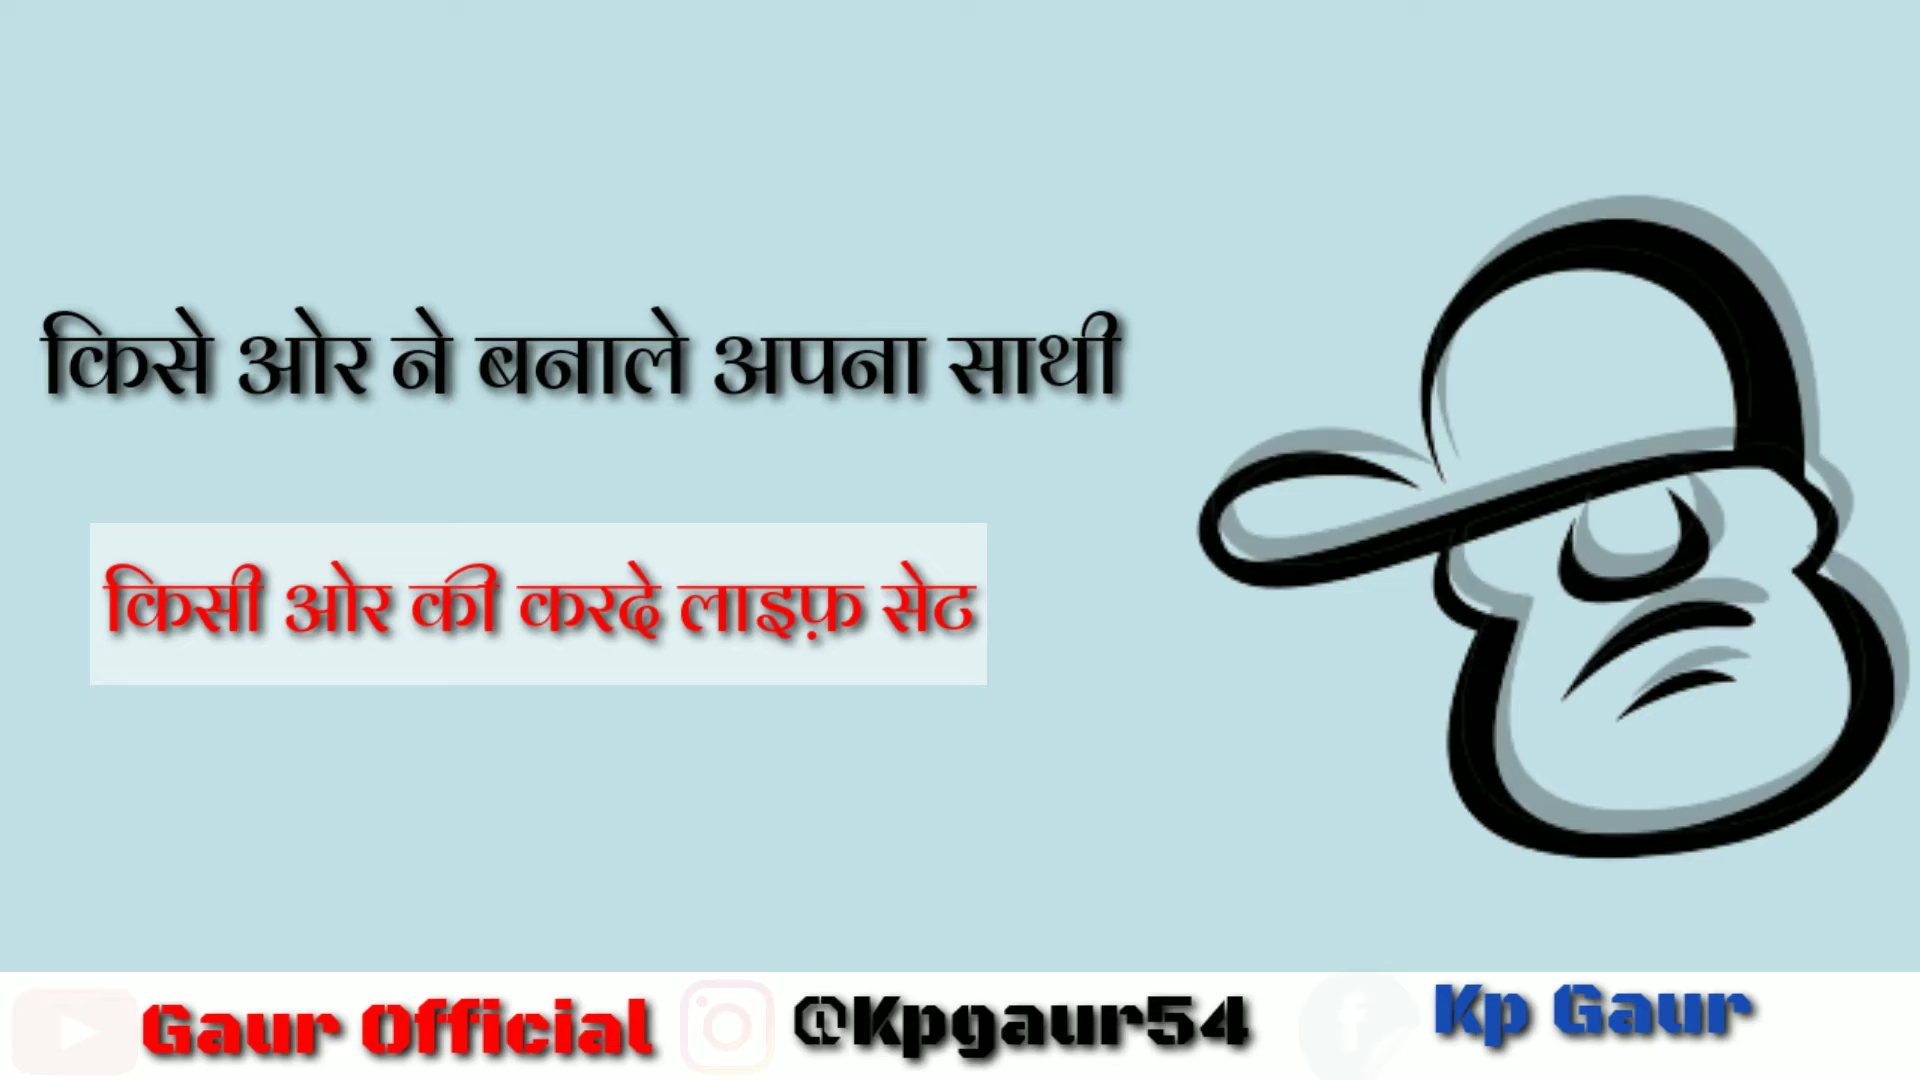 किसे ओर ने बनाले अपना साथी
किसी ओर की करदे लाइफ़ सेट
Gaur Official @Kpgaur54 Kp Gaur